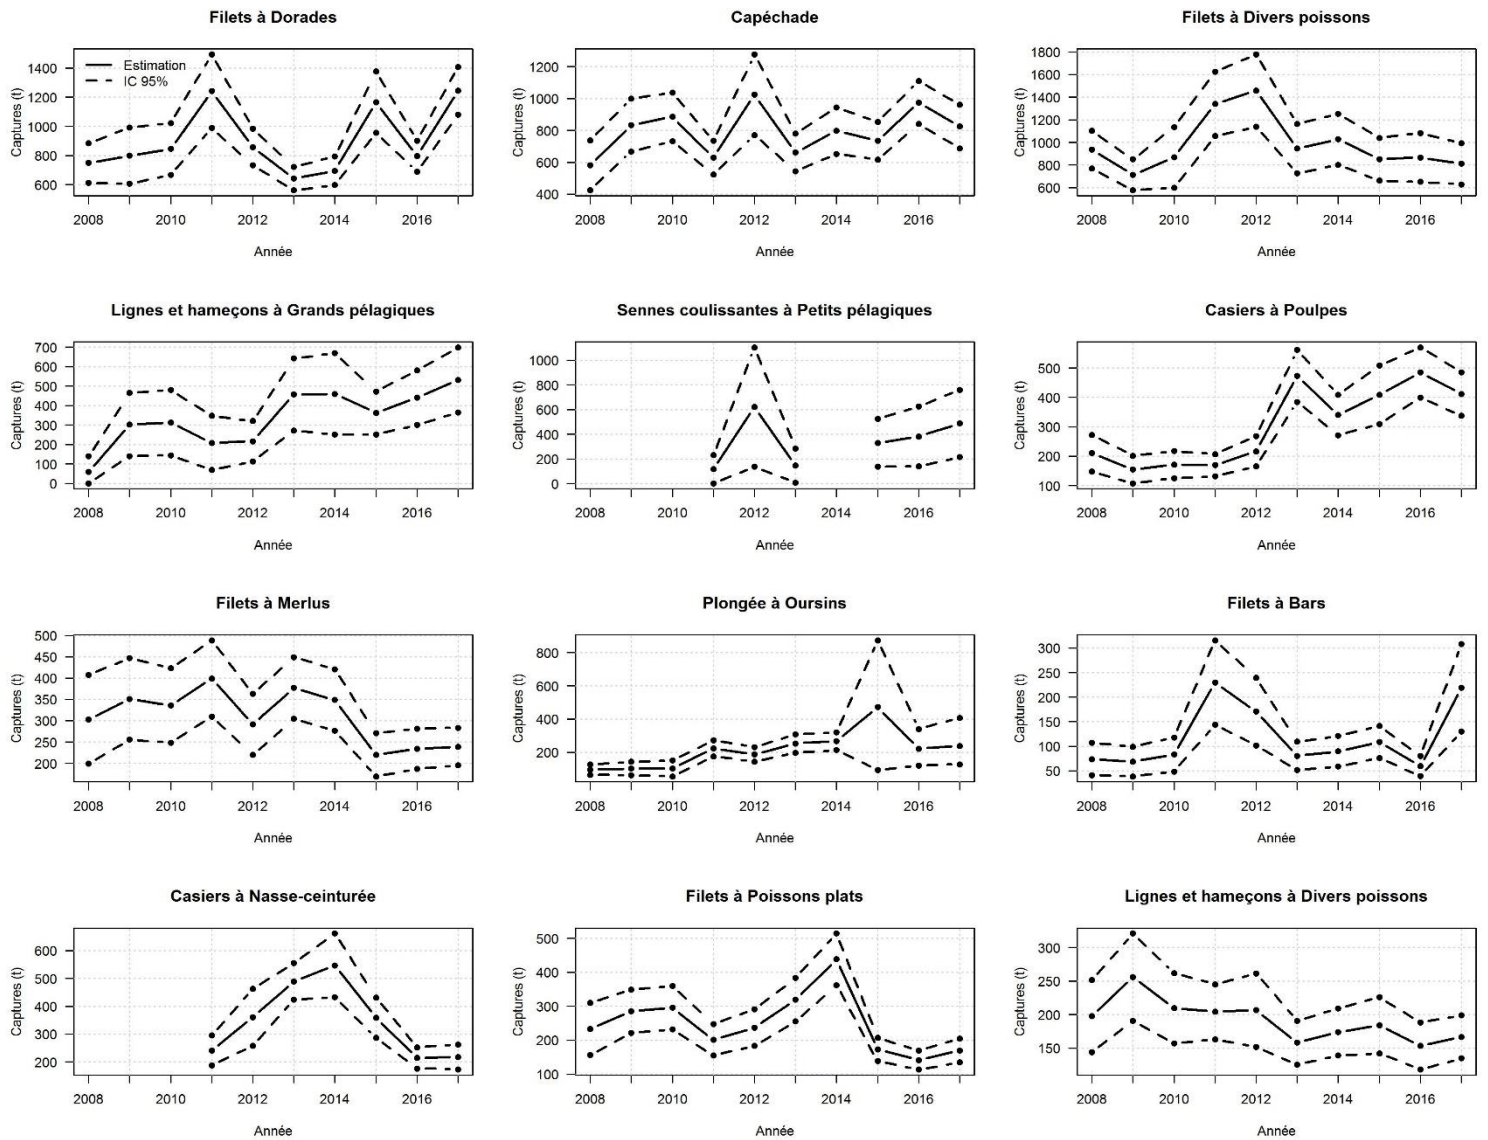 Filets à Dorades
Captures (t)
1400
1200
1000
800
600
Estimation
IC 95%
2008 2010 2012 2014 2016
Année
Capéchade
Captures (t)
1200
1000
800
600
400
2008 2010 2012 2014 2016
Année
Filets à Divers poissons
Captures (t)
1800
1600
1400
1200
1000
800
600
2008 2010 2012 2014 2016
Année
Lignes et hameçons à Grands pélagiques
Captures (t)
700
600
500
400
300
200
100
0
2008 2010 2012 2014 2016
Année
Sennes coulissantes à Petits pélagiques
Captures (t)
1000
800
600
400
200
0
2008 2010 2012 2014 2016
Année
Casiers à Poulpes
Captures (t)
500
400
300
200
100
2008 2010 2012 2014 2016
Année
Filets à Merlus
Captures (t)
500
450
400
350
300
250
200
2008 2010 2012 2014 2016
Année
Plongée à Oursins
Captures (t)
800
600
400
200
2008 2010 2012 2014 2016
Année
Filets à Bars
Captures (t)
300
250
200
150
100
50
2008 2010 2012 2014 2016
Année
Casiers à Nasse-ceinturée
Captures (t)
600
500
400
300
200
2008 2010 2012 2014 2016
Année
Filets à Poissons plats
Captures (t)
500
400
300
200
100
2008 2010 2012 2014 2016
Année
Lignes et hameçons à Divers poissons
Captures (t)
300
250
200
150
2008 2010 2012 2014 2016
Année